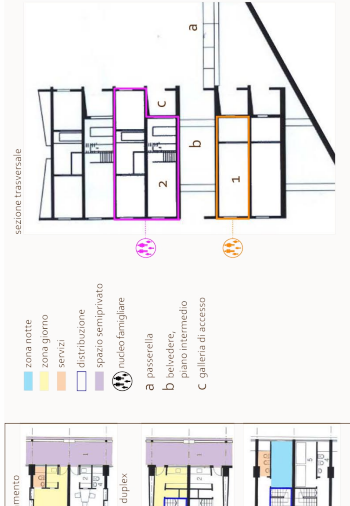 sezione trasversale
a
b
c
2
1
zona notte
zona giorno
servizi
distribuzione
spazio semiprivato
nucleo famigliare
a passerella
b belvedere,
piano intermedio
c galleria di accesso
duplex